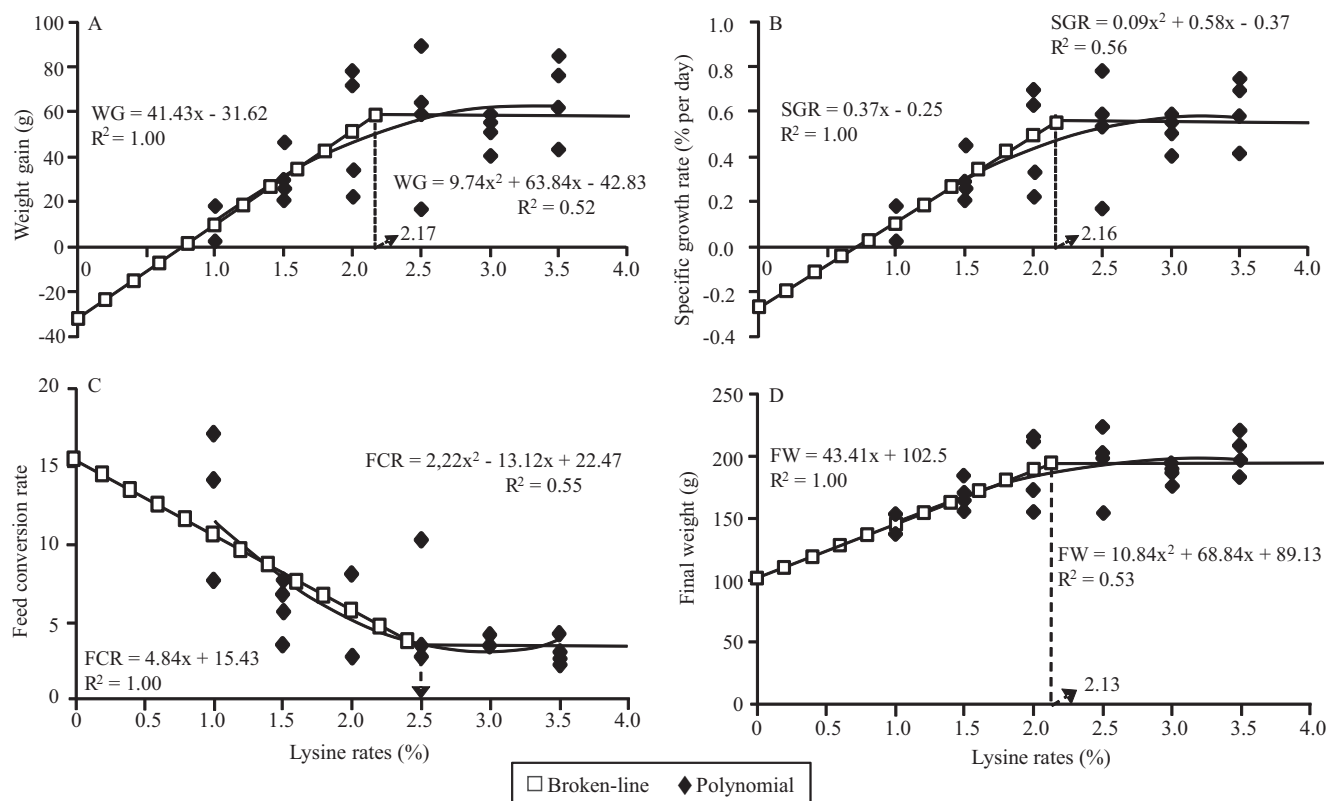 A
Weight gain (g)
100
80
60
40
20
0
-20
-40
WG = 41.43x - 31.62
R² = 1.00
WG = 9.74x² + 63.84x - 42.83
R² = 0.52
2.17
0 1.0 1.5 2.0 2.5 3.0 3.5 4.0
B
Specific growth rate (% per day)
1.0
0.8
0.6
0.4
0.2
0.0
-0.2
-0.4
SGR = 0.09x² + 0.58x - 0.37
R² = 0.56
SGR = 0.37x - 0.25
R² = 1.00
2.16
0 1.0 1.5 2.0 2.5 3.0 3.5 4.0
C
Feed conversion rate
20
15
10
5
0
FCR = 2,22x² - 13.12x + 22.47
R² = 0.55
FCR = 4.84x + 15.43
R² = 1.00
0 0.5 1.0 1.5 2.0 2.5 3.0 3.5 4.0
Lysine rates (%)
D
Final weight (g)
250
200
150
100
50
0
FW = 43.41x + 102.5
R² = 1.00
FW = 10.84x² + 68.84x + 89.13
R² = 0.53
2.13
0 0.5 1.0 1.5 2.0 2.5 3.0 3.5 4.0
Lysine rates (%)
Broken-line Polynomial